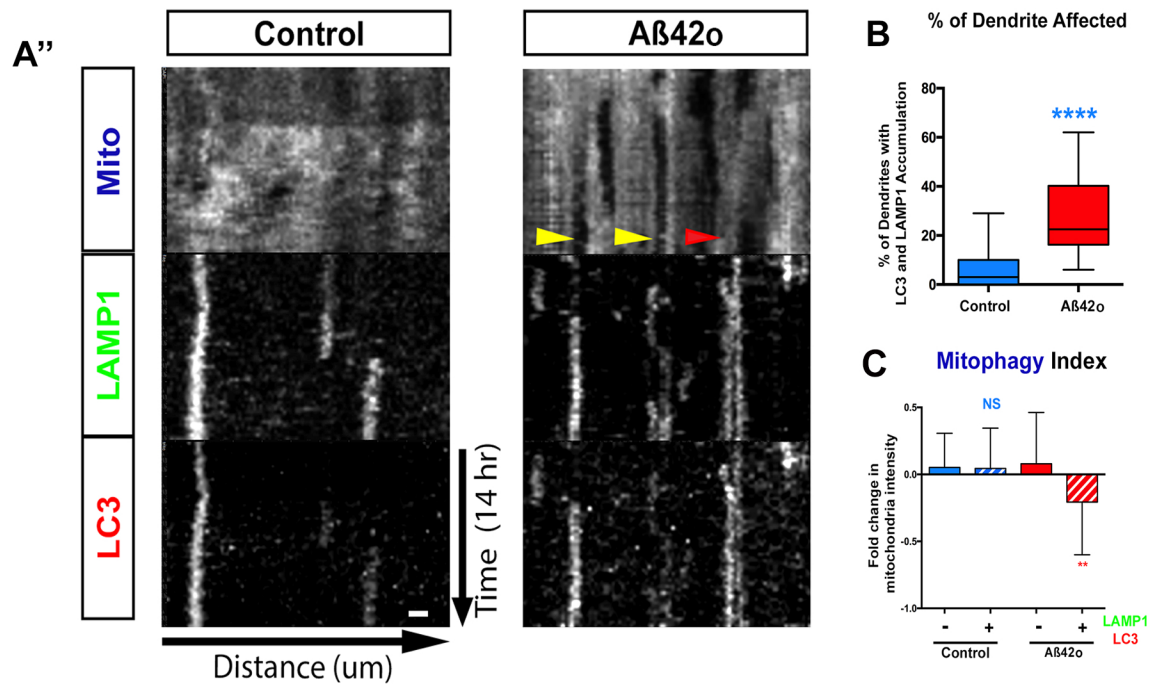 A”
Control
Aß42o
Mito
LAMP1
LC3
Time (14 hr)
Distance (um)
B
% of Dendrite Affected
% of Dendrites with
LC3 and LAMP1 Accumulation
80
60
40
20
0
****
Control
Aß42o
C
Mitophagy Index
Fold change in
mitochondria intensity
0.5
0.0
-0.5
-1.0
NS
**
- + - + LAMP1
LC3
Control
Aß42o